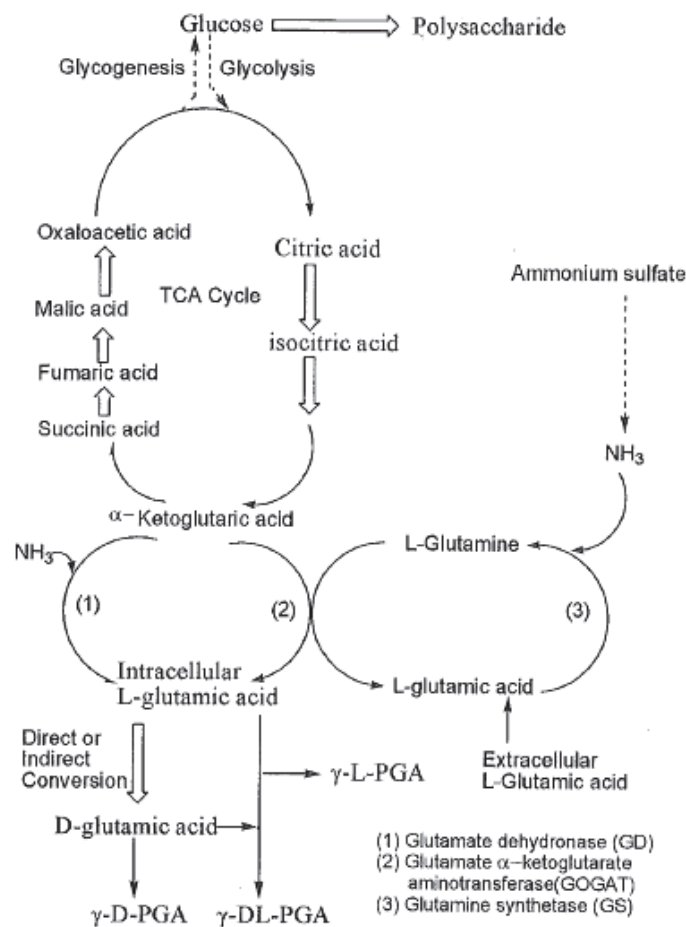 Glucose
Polysaccharide
Glycogenesis
Glycolysis
Oxaloacetic acid
Citric acid
Ammonium sulfate
TCA Cycle
Malic acid
isocitric acid
Fumaric acid
Succinic acid
NH3
α-Ketoglutaric acid
NH3
L-Glutamine
(1)
(2)
(3)
Intracellular
L-glutamic acid
L-glutamic acid
Direct or
Indirect
Conversion
γ-L-PGA
Extracellular
L-Glutamic acid
D-glutamic acid
(1) Glutamate dehydronase (GD)
(2) Glutamate α-ketoglutarate
aminotransferase(GOGAT)
(3) Glutamine synthetase (GS)
γ-D-PGA
γ-DL-PGA